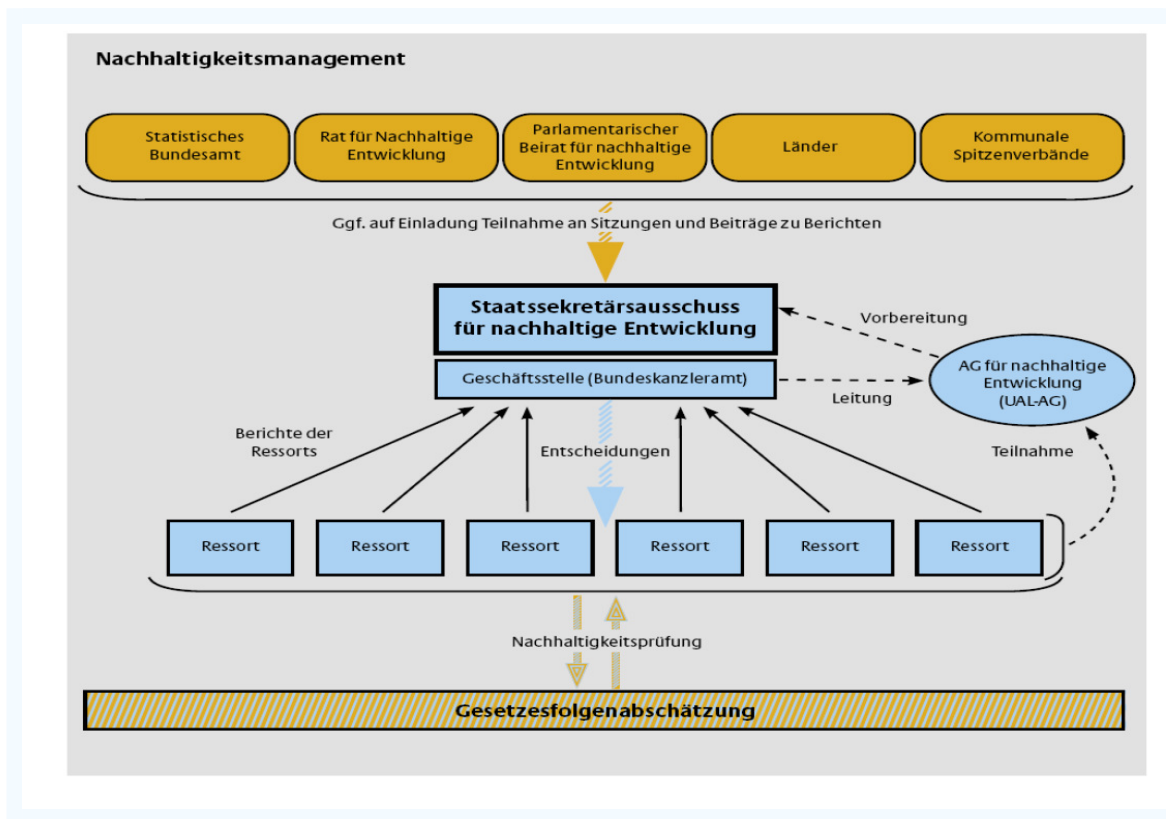 Nachhaltigkeitsmanagement
Statistisches
Bundesamt
Rat für Nachhaltige
Entwicklung
Parlamentarischer
Beirat für nachhaltige
Entwicklung
Länder
Kommunale
Spitzenverbände
Ggf. auf Einladung Teilnahme an Sitzungen und Beiträge zu Berichten
Staatssekretärsausschuss
für nachhaltige Entwicklung
Vorbereitung
Geschäftsstelle (Bundeskanzleramt)
AG für nachhaltige
Entwicklung
(UAL-AG)
Leitung
Berichte der
Ressorts
Entscheidungen
Teilnahme
Ressort
Ressort
Ressort
Ressort
Ressort
Ressort
Nachhaltigkeitsprüfung
Gesetzesfolgenabschätzung